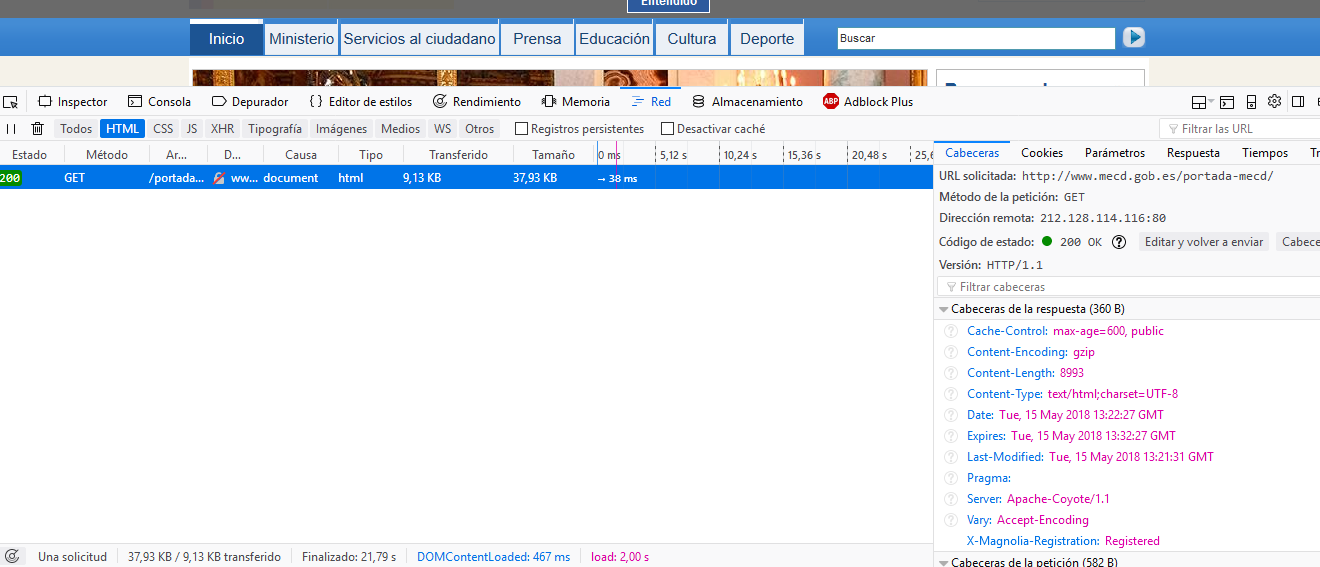 Entendido
Inicio Ministerio Servicios al ciudadano Prensa Educación Cultura Deporte Buscar
Inspector Consola Depurador { } Editor de estilos Rendimiento Memoria Red Almacenamiento ABP Adblock Plus
Todos HTML CSS JS XHR Tipografía Imágenes Medios WS Otros Registros persistentes Desactivar caché Filtrar las URL
Estado Método Ar... D... Causa Tipo Transferido Tamaño 0 ms 5,12 s 10,24 s 15,36 s 20,48 s 25,6
200 GET /portada... ww... document html 9,13 KB 37,93 KB → 38 ms
Cabeceras Cookies Parámetros Respuesta Tiempos Tr
URL solicitada: http://www.mecd.gob.es/portada-mecd/
Método de la petición: GET
Dirección remota: 212.128.114.116:80
Código de estado: 200 OK ? Editar y volver a enviar Cabece
Versión: HTTP/1.1
Filtrar cabeceras
Cabeceras de la respuesta (360 B)
? Cache-Control: max-age=600, public
? Content-Encoding: gzip
? Content-Length: 8993
? Content-Type: text/html;charset=UTF-8
? Date: Tue, 15 May 2018 13:22:27 GMT
? Expires: Tue, 15 May 2018 13:32:27 GMT
? Last-Modified: Tue, 15 May 2018 13:21:31 GMT
? Pragma:
? Server: Apache-Coyote/1.1
? Vary: Accept-Encoding
X-Magnolia-Registration: Registered
Cabeceras de la petición (582 B)
Una solicitud 37,93 KB / 9,13 KB transferido Finalizado: 21,79 s DOMContentLoaded: 467 ms load: 2,00 s